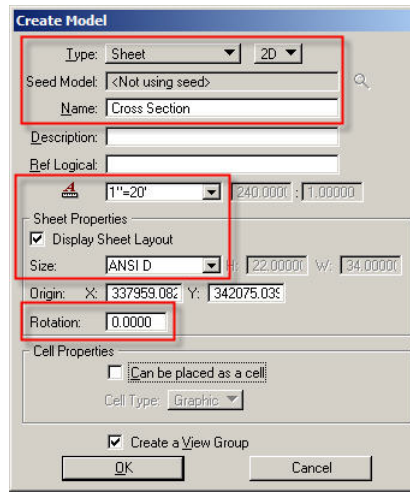 Create Model
Type: Sheet 2D
Seed Model: <Not using seed>
Name: Cross Section
Description:
Ref Logical:
1"=20' 240.000( : 1.00000
Sheet Properties
Display Sheet Layout
Size: ANSI D H: 22.0000( W: 34.0000(
Origin: X: 337959.082 Y: 342075.039
Rotation: 0.0000
Cell Properties
Can be placed as a cell
Cell Type: Graphic
Create a View Group
OK Cancel